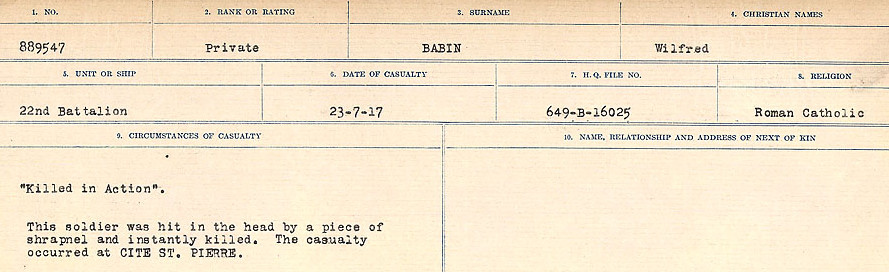 1. NO. 2. RANK OR RATING 3. SURNAME 4. CHRISTIAN NAMES
889547 Private BABIN Wilfred
5. UNIT OR SHIP 6. DATE OF CASUALTY 7. H. Q. FILE NO. 8. RELIGION
22nd Battalion 23-7-17 649-B-16025 Roman Catholic
9. CIRCUMSTANCES OF CASUALTY 10. NAME, RELATIONSHIP AND ADDRESS OF NEXT OF KIN
"Killed in Action".
This soldier was hit in the head by a piece of
shrapnel and instantly killed. The casualty
occurred at CITE ST. PIERRE.